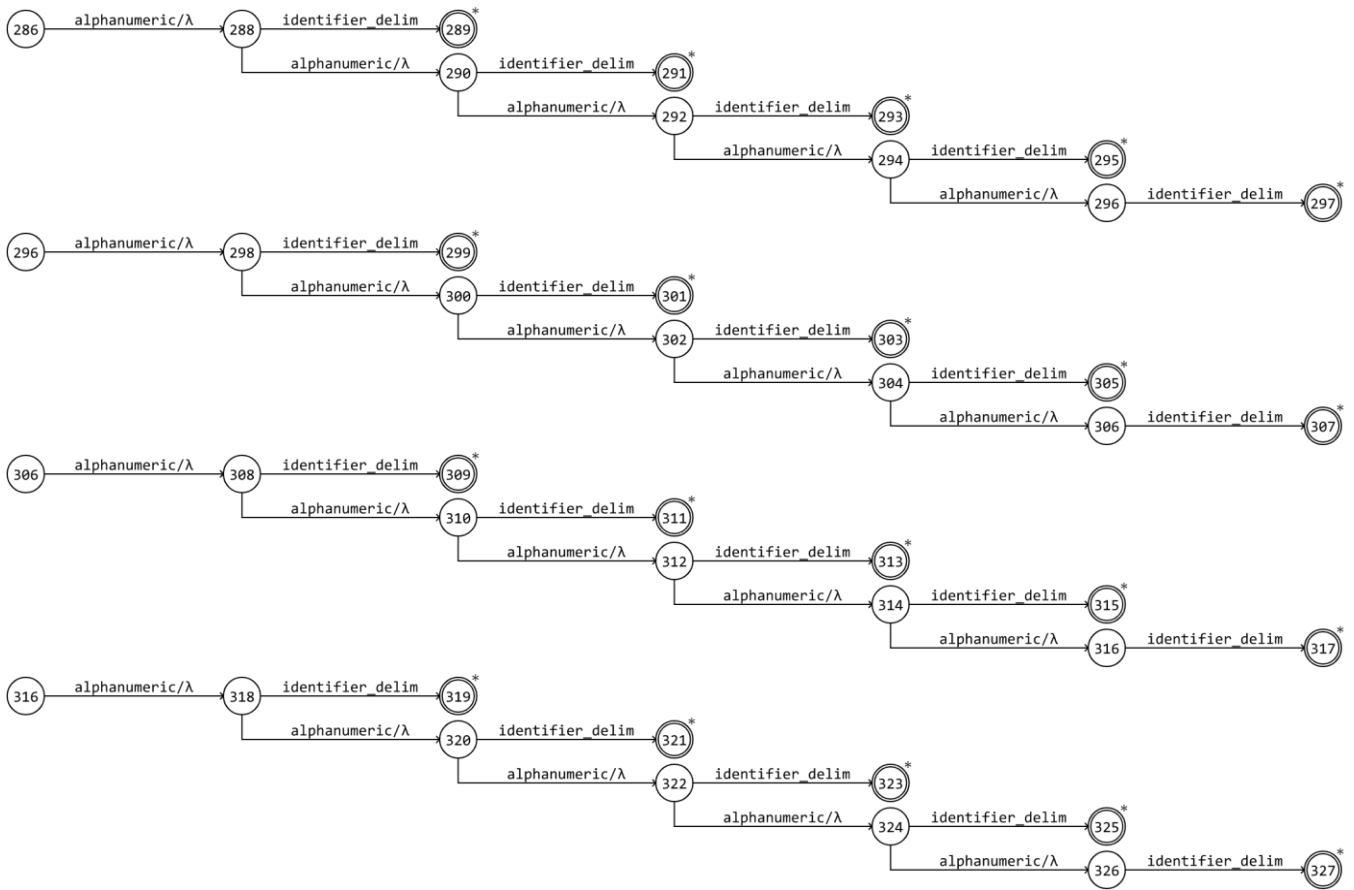 286 alphanumeric/λ 288 identifier_delim 289 *
alphanumeric/λ 290 identifier_delim 291 *
alphanumeric/λ 292 identifier_delim 293 *
alphanumeric/λ 294 identifier_delim 295 *
alphanumeric/λ 296 identifier_delim 297 *
296 alphanumeric/λ 298 identifier_delim 299 *
alphanumeric/λ 300 identifier_delim 301 *
alphanumeric/λ 302 identifier_delim 303 *
alphanumeric/λ 304 identifier_delim 305 *
alphanumeric/λ 306 identifier_delim 307 *
306 alphanumeric/λ 308 identifier_delim 309 *
alphanumeric/λ 310 identifier_delim 311 *
alphanumeric/λ 312 identifier_delim 313 *
alphanumeric/λ 314 identifier_delim 315 *
alphanumeric/λ 316 identifier_delim 317 *
316 alphanumeric/λ 318 identifier_delim 319 *
alphanumeric/λ 320 identifier_delim 321 *
alphanumeric/λ 322 identifier_delim 323 *
alphanumeric/λ 324 identifier_delim 325 *
alphanumeric/λ 326 identifier_delim 327 *